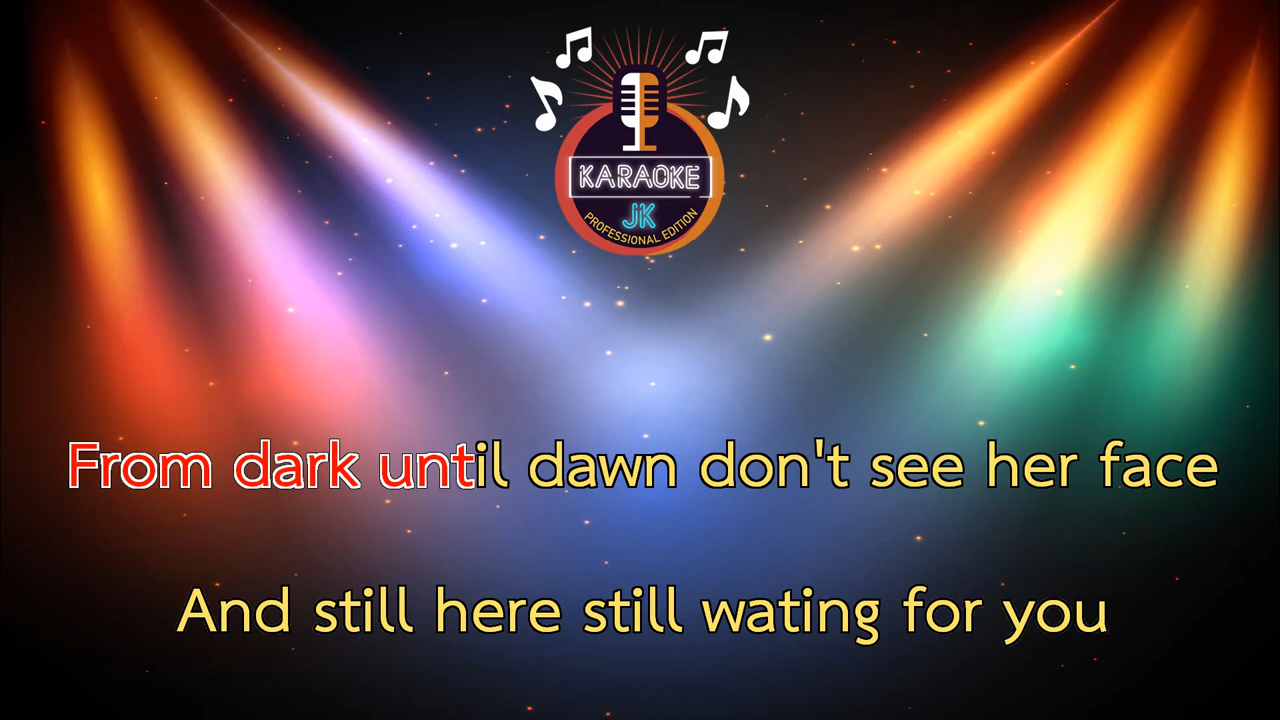 KARAOKE
JK
PROFESSIONAL EDITION
From dark until dawn don't see her face
And still here still wating for you